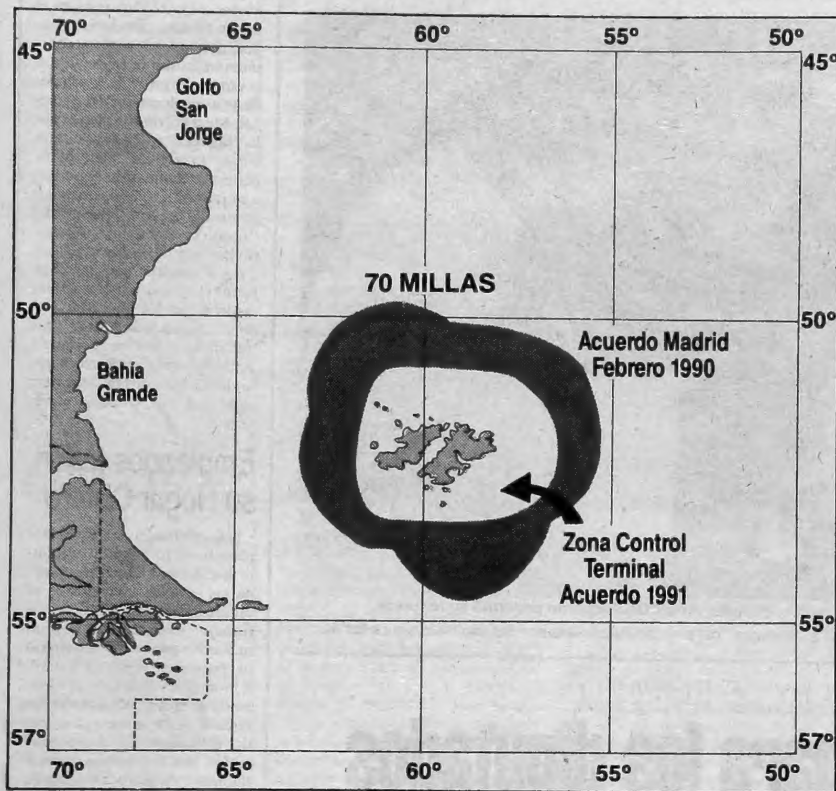 70° 65° 60° 55° 50°
45° 45°
Golfo
San
Jorge
70 MILLAS
50° 50°
Acuerdo Madrid
Febrero 1990
Bahía
Grande
Zona Control
Terminal
Acuerdo 1991
55° 55°
57° 57°
70° 65° 60° 55° 50°